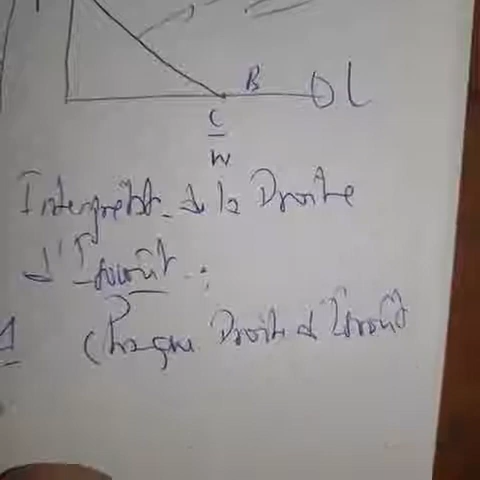 B
L
C
W
Interprétat. de la Droite
d'Isocoût :
1 Chaque Droite d'Isocoût